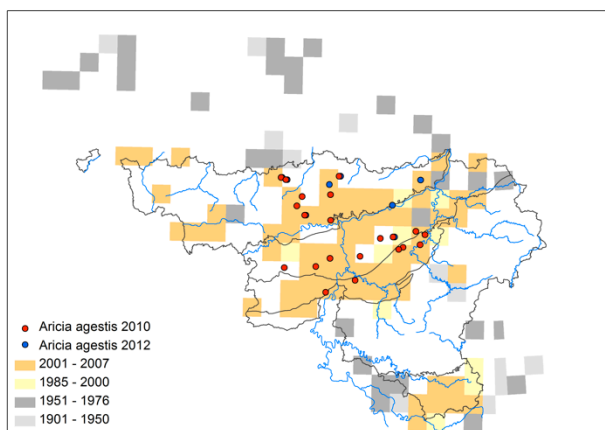 Aricia agestis 2010
Aricia agestis 2012
2001 - 2007
1985 - 2000
1951 - 1976
1901 - 1950